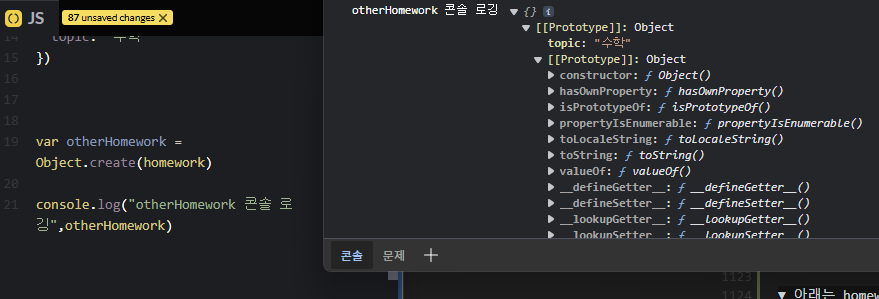 JS
87 unsaved changes ×
14 topic: "수학"
15 })
16
17
18
19 var otherHomework =
Object.create(homework)
20
21 console.log("otherHomework 콘솔 로
깅",otherHomework)
otherHomework 콘솔 로깅 ▼ {} i
▼ [[Prototype]]: Object
topic: "수학"
▼ [[Prototype]]: Object
▶ constructor: ƒ Object()
▶ hasOwnProperty: ƒ hasOwnProperty()
▶ isPrototypeOf: ƒ isPrototypeOf()
▶ propertyIsEnumerable: ƒ propertyIsEnumerable()
▶ toLocaleString: ƒ toLocaleString()
▶ toString: ƒ toString()
▶ valueOf: ƒ valueOf()
▶ __defineGetter__: ƒ __defineGetter__()
▶ __defineSetter__: ƒ __defineSetter__()
▶ __lookupGetter__: ƒ __lookupGetter__()
▶ __lookupSetter__: ƒ __lookupSetter__()
콘솔 문제 +
1123
1124 ▼ 아래는 homew